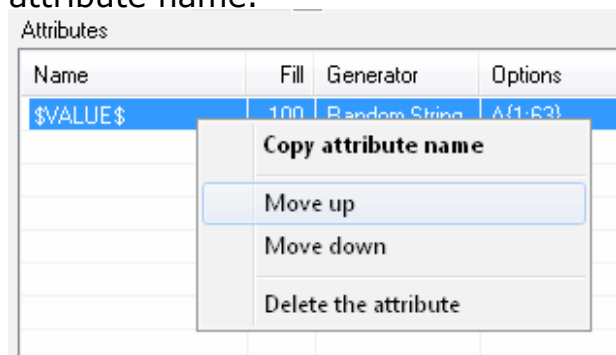 attribute name.
Attributes
Name Fill Generator Options
$VALUE$ 100 Random String A{1:63}
Copy attribute name
Move up
Move down
Delete the attribute